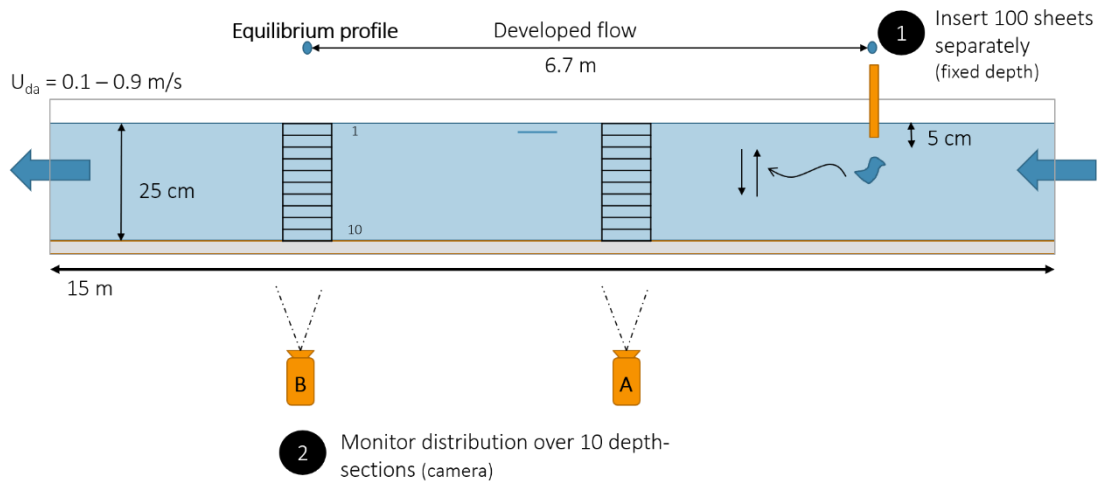 Equilibrium profile
Developed flow
6.7 m
1
Insert 100 sheets
separately
(fixed depth)
U_da = 0.1 – 0.9 m/s
1
10
5 cm
25 cm
15 m
B
A
2
Monitor distribution over 10 depth-
sections (camera)